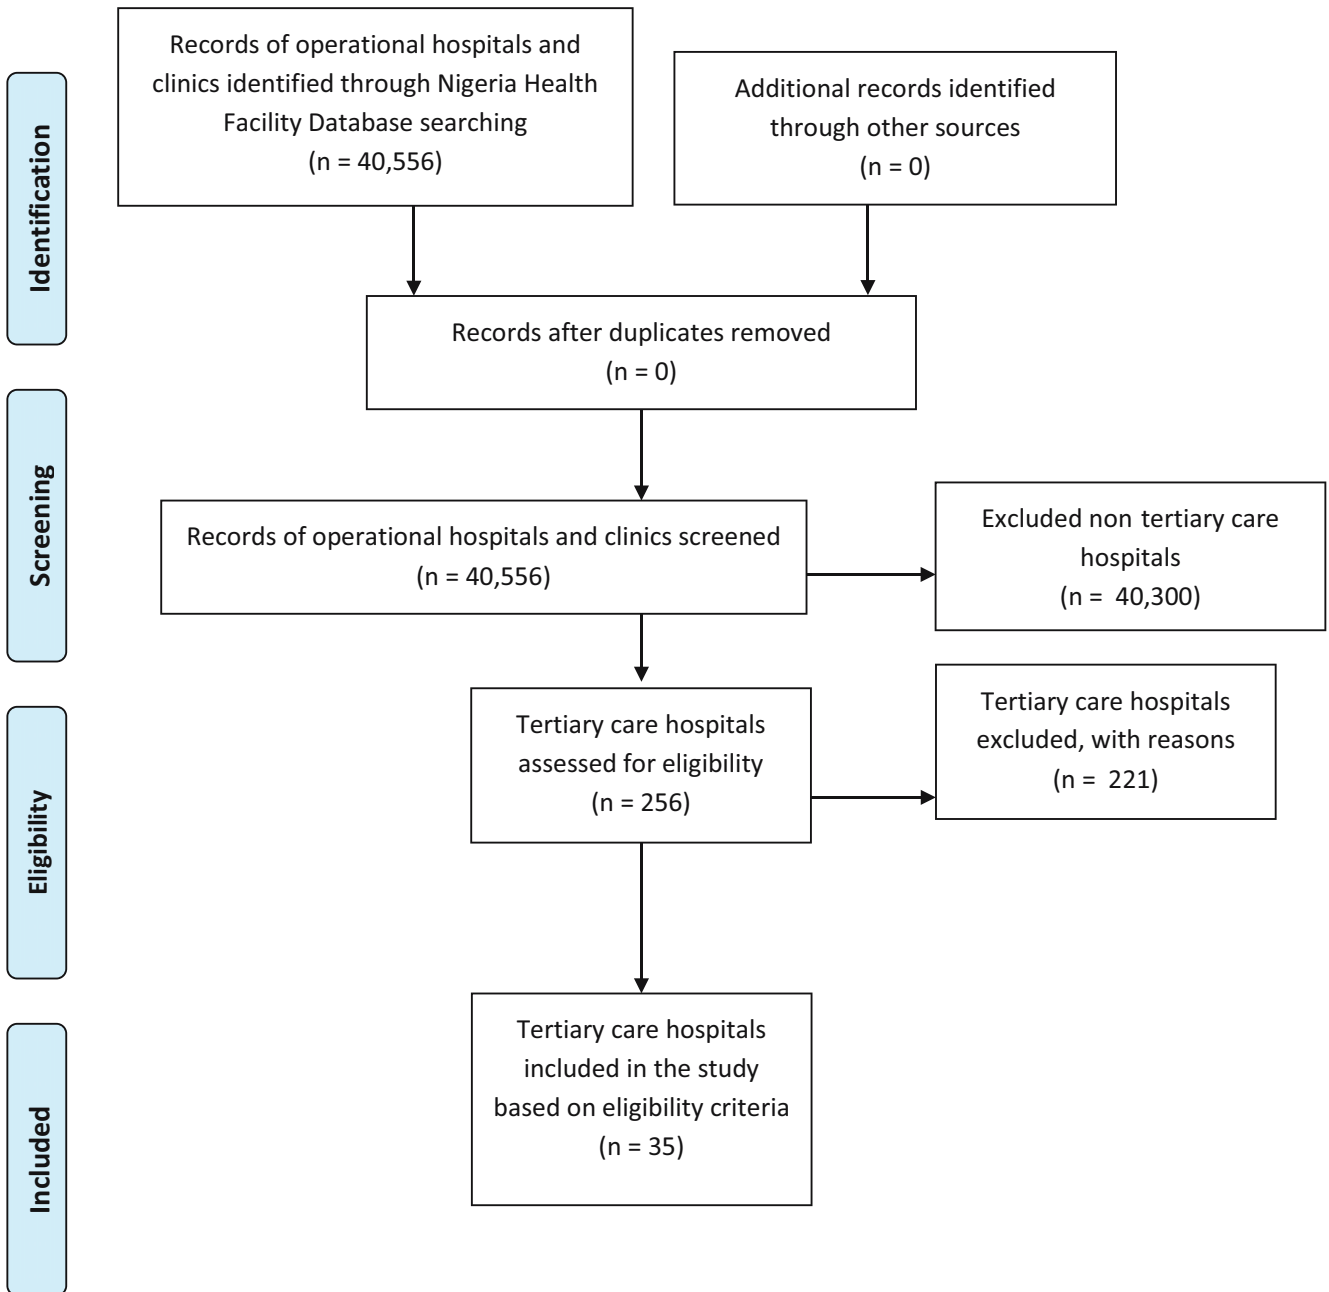 Identification
Records of operational hospitals and
clinics identified through Nigeria Health
Facility Database searching
(n = 40,556)
Additional records identified
through other sources
(n = 0)
Records after duplicates removed
(n = 0)
Screening
Records of operational hospitals and clinics screened
(n = 40,556)
Excluded non tertiary care
hospitals
(n = 40,300)
Eligibility
Tertiary care hospitals
assessed for eligibility
(n = 256)
Tertiary care hospitals
excluded, with reasons
(n = 221)
Included
Tertiary care hospitals
included in the study
based on eligibility criteria
(n = 35)